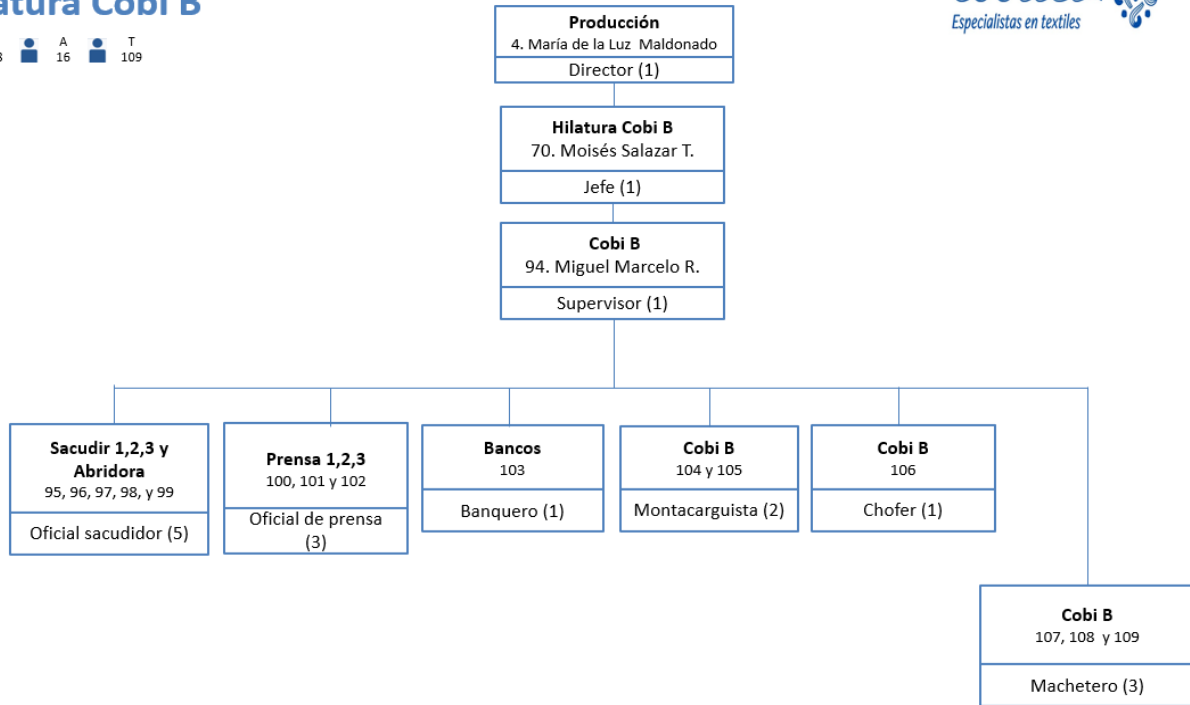 Cobi B
Especialistas en textiles
A
16
T
109
Producción
4. María de la Luz Maldonado
Director (1)
Hilatura Cobi B
70. Moisés Salazar T.
Jefe (1)
Cobi B
94. Miguel Marcelo R.
Supervisor (1)
Sacudir 1,2,3 y
Abridora
95, 96, 97, 98, y 99
Oficial sacudidor (5)
Prensa 1,2,3
100, 101 y 102
Oficial de prensa
(3)
Bancos
103
Banquero (1)
Cobi B
104 y 105
Montacarguista (2)
Cobi B
106
Chofer (1)
Cobi B
107, 108 y 109
Machetero (3)